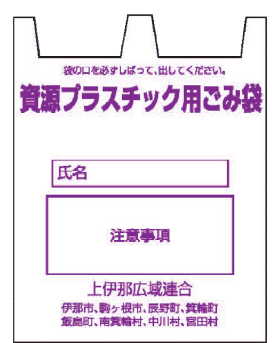 袋の口を必ずしばって、出してください。
資源プラスチック用ごみ袋
氏名
注意事項
上伊那広域連合
伊那市、駒ヶ根市、辰野町、箕輪町
飯島町、南箕輪村、中川村、宮田村